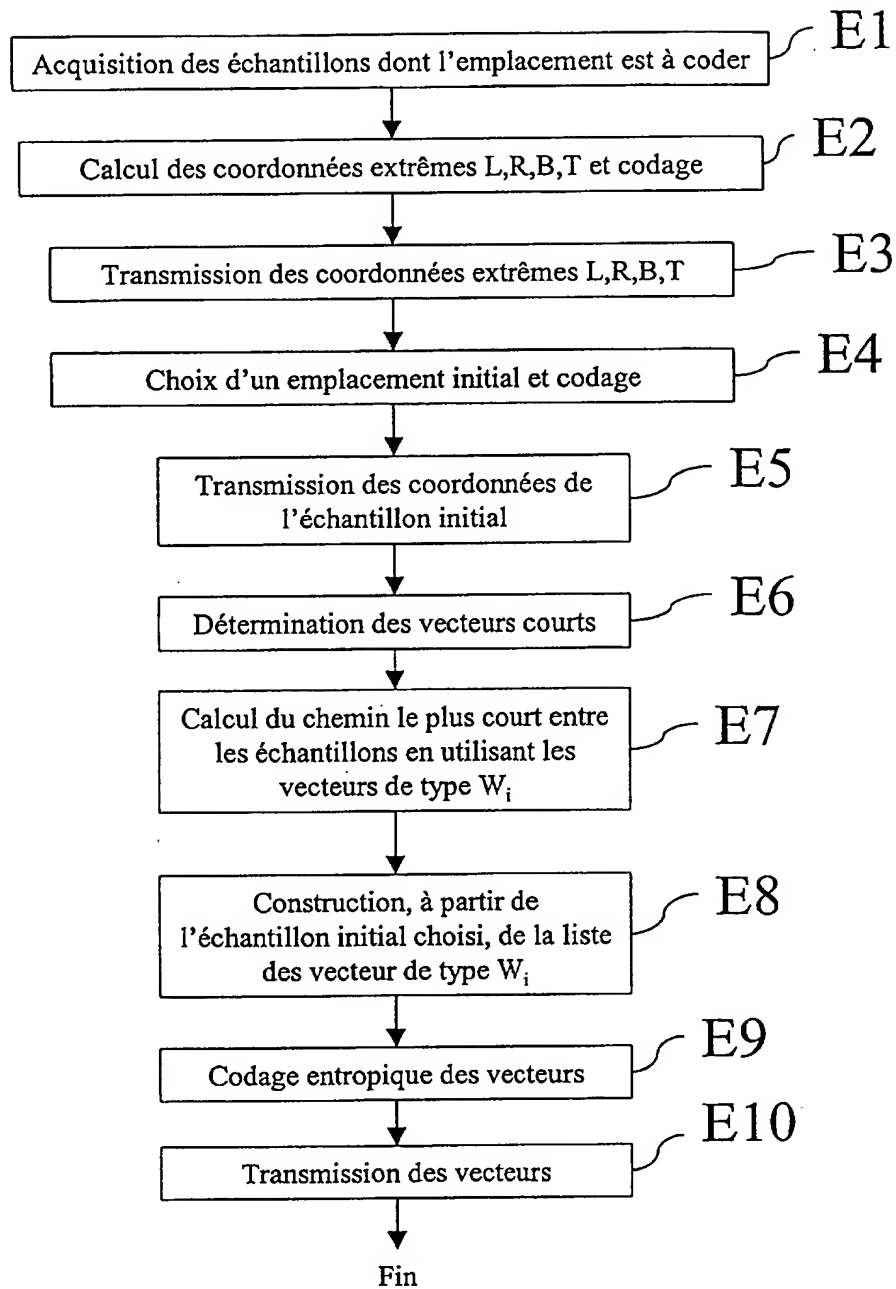 E1
Acquisition des échantillons dont l'emplacement est à coder
E2
Calcul des coordonnées extrêmes L,R,B,T et codage
E3
Transmission des coordonnées extrêmes L,R,B,T
E4
Choix d'un emplacement initial et codage
E5
Transmission des coordonnées de
l'échantillon initial
E6
Détermination des vecteurs courts
E7
Calcul du chemin le plus court entre
les échantillons en utilisant les
vecteurs de type Wi
E8
Construction, à partir de
l'échantillon initial choisi, de la liste
des vecteur de type Wi
E9
Codage entropique des vecteurs
E10
Transmission des vecteurs
Fin